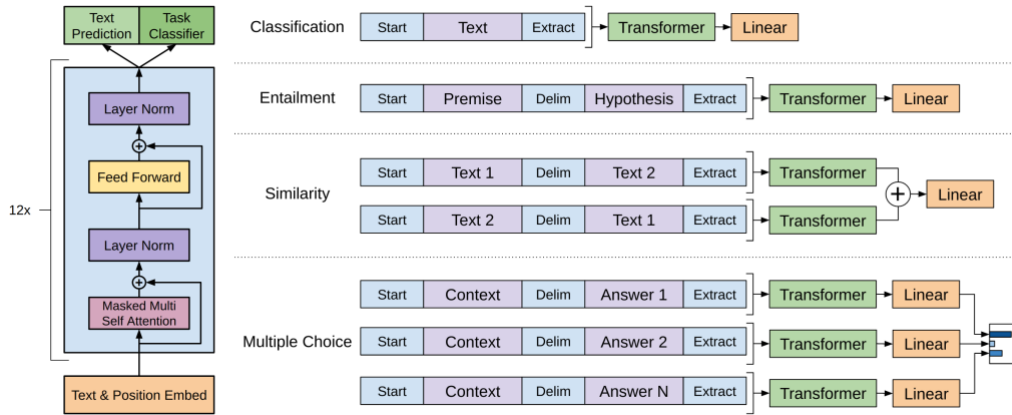 Text Prediction
Task Classifier
Layer Norm
+
Feed Forward
12x
Layer Norm
+
Masked Multi
Self Attention
Text & Position Embed
Classification
Start Text Extract Transformer Linear
Entailment
Start Premise Delim Hypothesis Extract Transformer Linear
Similarity
Start Text 1 Delim Text 2 Extract Transformer
+ Linear
Start Text 2 Delim Text 1 Extract Transformer
Multiple Choice
Start Context Delim Answer 1 Extract Transformer Linear
Start Context Delim Answer 2 Extract Transformer Linear
Start Context Delim Answer N Extract Transformer Linear